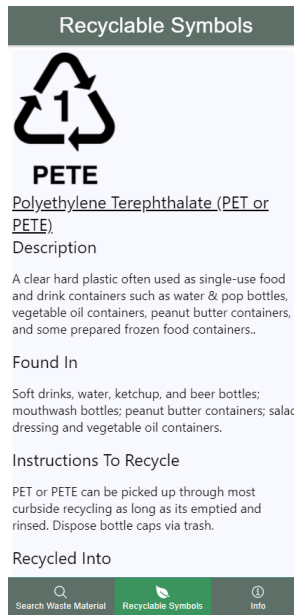 Recyclable Symbols
1
PETE
Polyethylene Terephthalate (PET or
PETE)
Description
A clear hard plastic often used as single-use food
and drink containers such as water & pop bottles,
vegetable oil containers, peanut butter containers,
and some prepared frozen food containers..
Found In
Soft drinks, water, ketchup, and beer bottles;
mouthwash bottles; peanut butter containers; salad
dressing and vegetable oil containers.
Instructions To Recycle
PET or PETE can be picked up through most
curbside recycling as long as its emptied and
rinsed. Dispose bottle caps via trash.
Recycled Into
Search Waste Material
Recyclable Symbols
Info